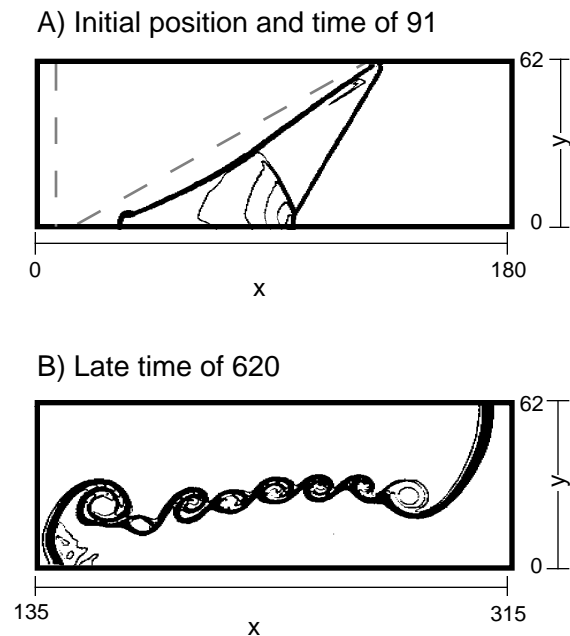 A) Initial position and time of 91
62
y
0
0
180
x
B) Late time of 620
62
y
0
135
315
x